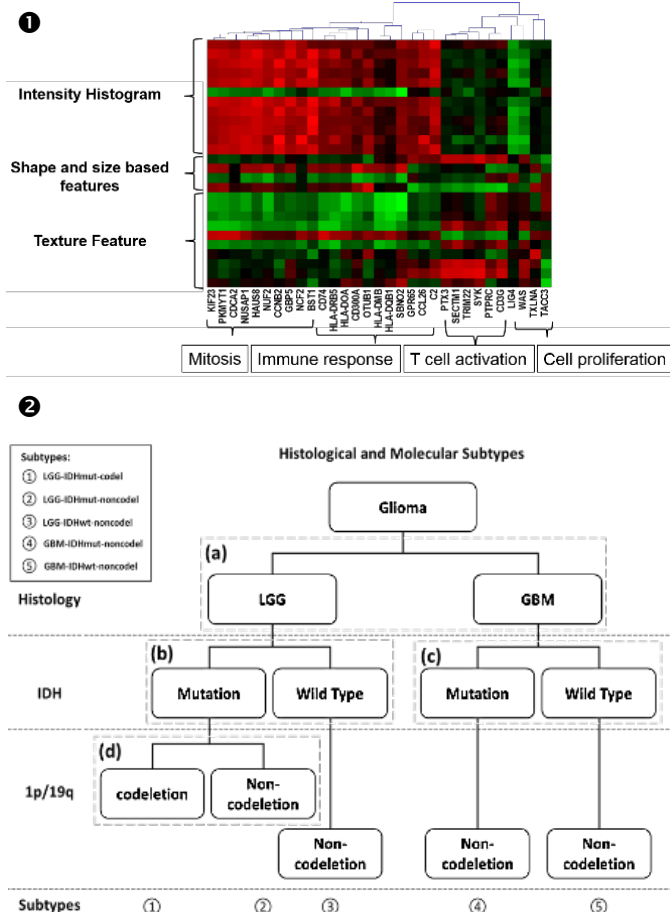 ❶
Intensity Histogram
Shape and size based
features
Texture Feature
KIF23
PKMYT1
CDCA2
NUSAP1
HAUS8
NUF2
CCNB2
GBP5
NCF2
BST1
CD74
HLA-DRB5
HLA-DOA
CD300A
OTUB1
HLA-DMB
HLA-DQB1
SBNO2
GPR65
CCL26
C2
PTX3
SECTM1
TRIM22
SYK
PTPRC
CD30
LIG4
WAS
TXLNA
TACC3
Mitosis
Immune response
T cell activation
Cell proliferation
❷
Histological and Molecular Subtypes
Subtypes:
① LGG-IDHmut-codel
② LGG-IDHmut-noncodel
③ LGG-IDHwt-noncodel
④ GBM-IDHmut-noncodel
⑤ GBM-IDHwt-noncodel
Glioma
(a)
LGG
GBM
Histology
(b)
(c)
IDH
Mutation
Wild Type
Mutation
Wild Type
(d)
1p/19q
codeletion
Non-
codeletion
Non-
codeletion
Non-
codeletion
Non-
codeletion
Subtypes ① ② ③ ④ ⑤